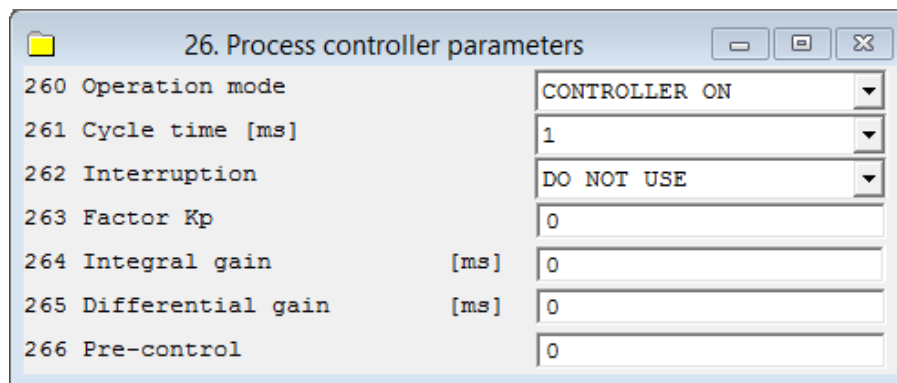 26. Process controller parameters
260 Operation mode CONTROLLER ON
261 Cycle time [ms] 1
262 Interruption DO NOT USE
263 Factor Kp 0
264 Integral gain [ms] 0
265 Differential gain [ms] 0
266 Pre-control 0